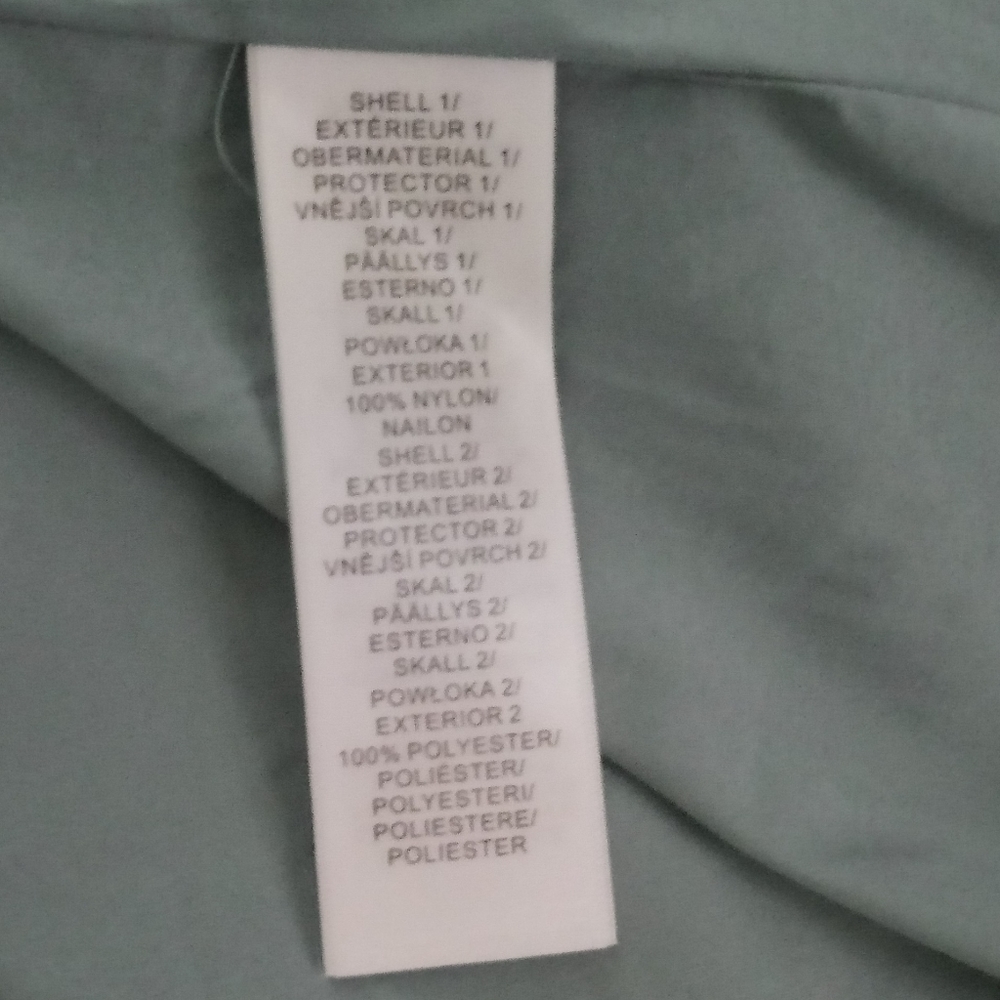 SHELL 1/
EXTÉRIEUR 1/
OBERMATERIAL 1/
PROTECTOR 1/
VNĚJŠÍ POVRCH 1/
SKAL 1/
PÄÄLLYS 1/
ESTERNO 1/
SKALL 1/
POWŁOKA 1/
EXTERIOR 1
100% NYLON/
NAILON
SHELL 2/
EXTÉRIEUR 2/
OBERMATERIAL 2/
PROTECTOR 2/
VNĚJŠÍ POVRCH 2/
SKAL 2/
PÄÄLLYS 2/
ESTERNO 2/
SKALL 2/
POWŁOKA 2/
EXTERIOR 2
100% POLYESTER/
POLIÉSTER/
POLYESTERI/
POLIESTERE/
POLIESTER